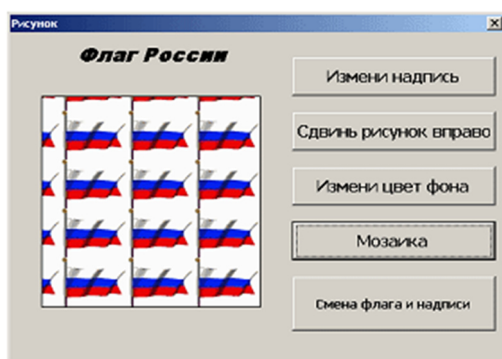 Рисунок
Флаг России
Измени надпись
Сдвинь рисунок вправо
Измени цвет фона
Мозаика
Смена флага и надписи